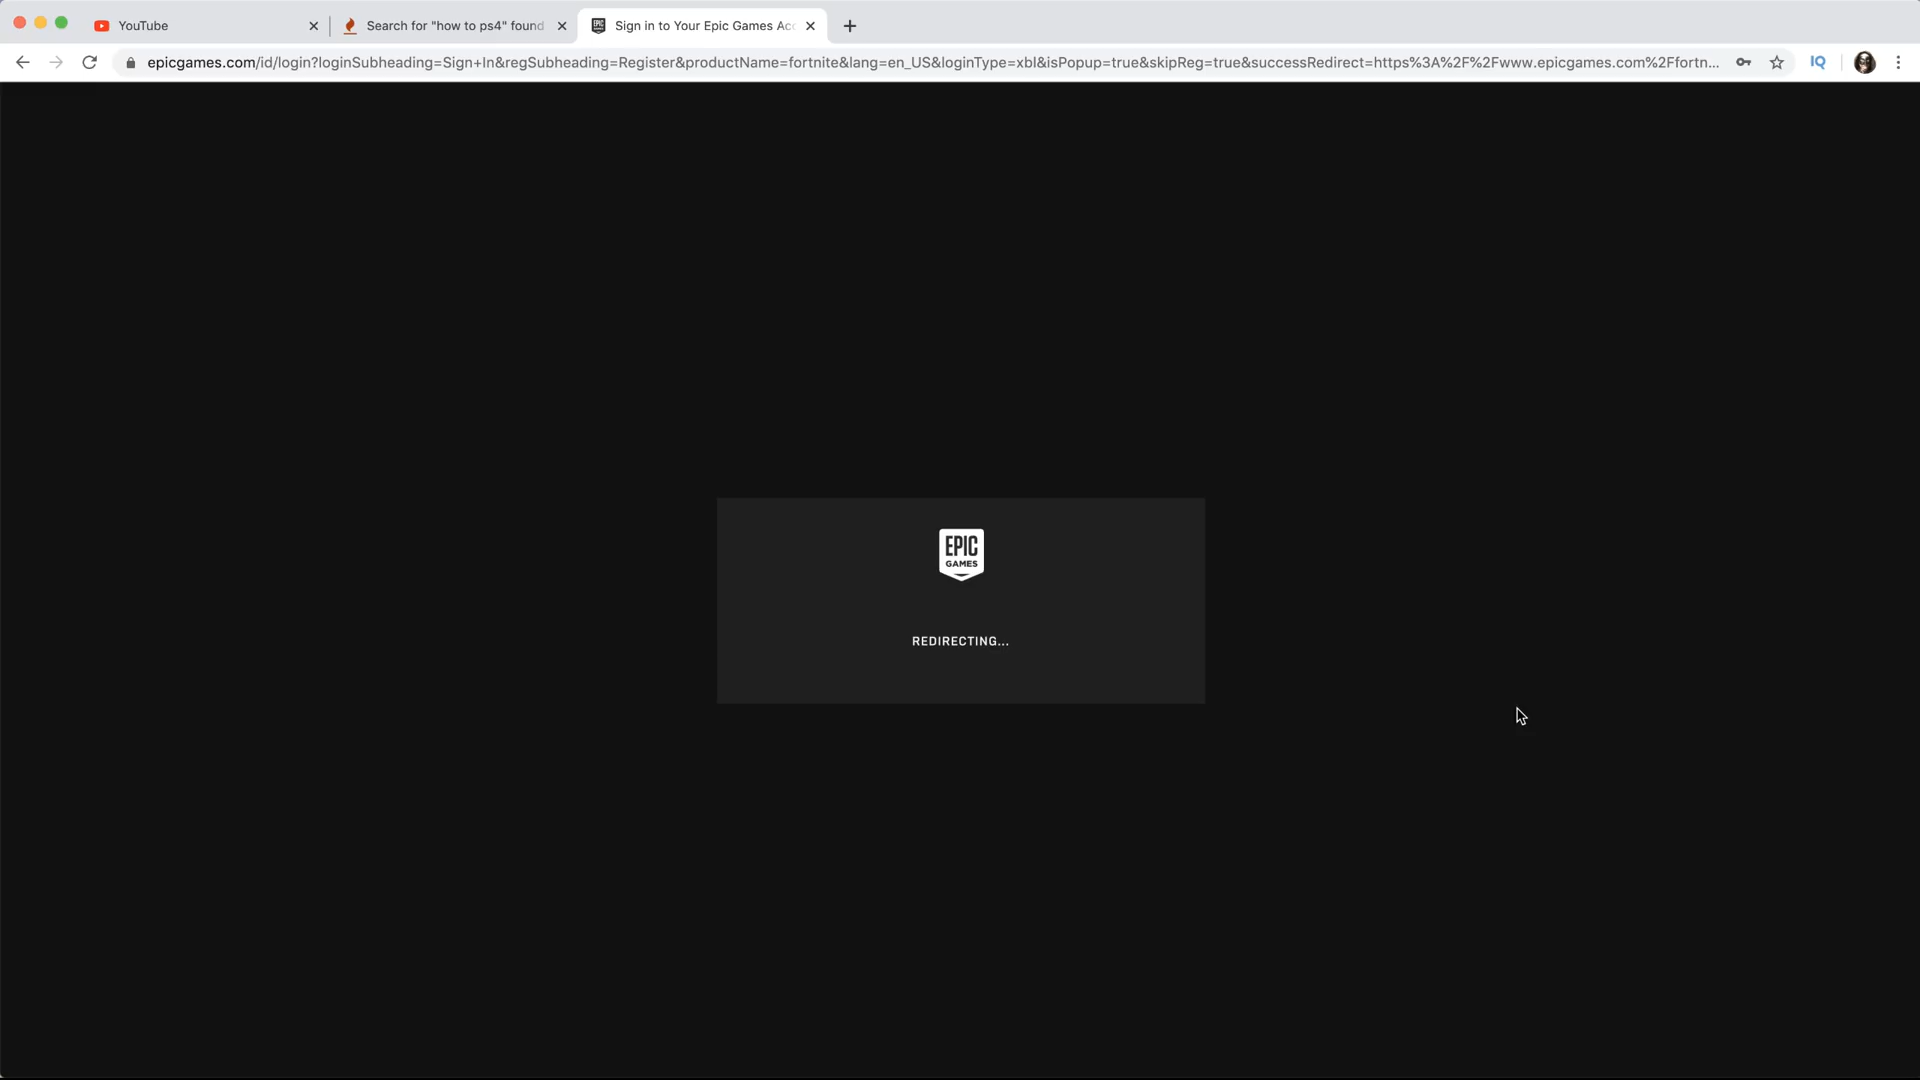 YouTube
Search for "how to ps4" found
Sign in to Your Epic Games Acc
epicgames.com/id/login?loginSubheading=Sign+In&regSubheading=Register&productName=fortnite&lang=en_US&loginType=xbl&isPopup=true&skipReg=true&successRedirect=https%3A%2F%2Fwww.epicgames.com%2Ffortn...
IQ
EPIC
GAMES
REDIRECTING...